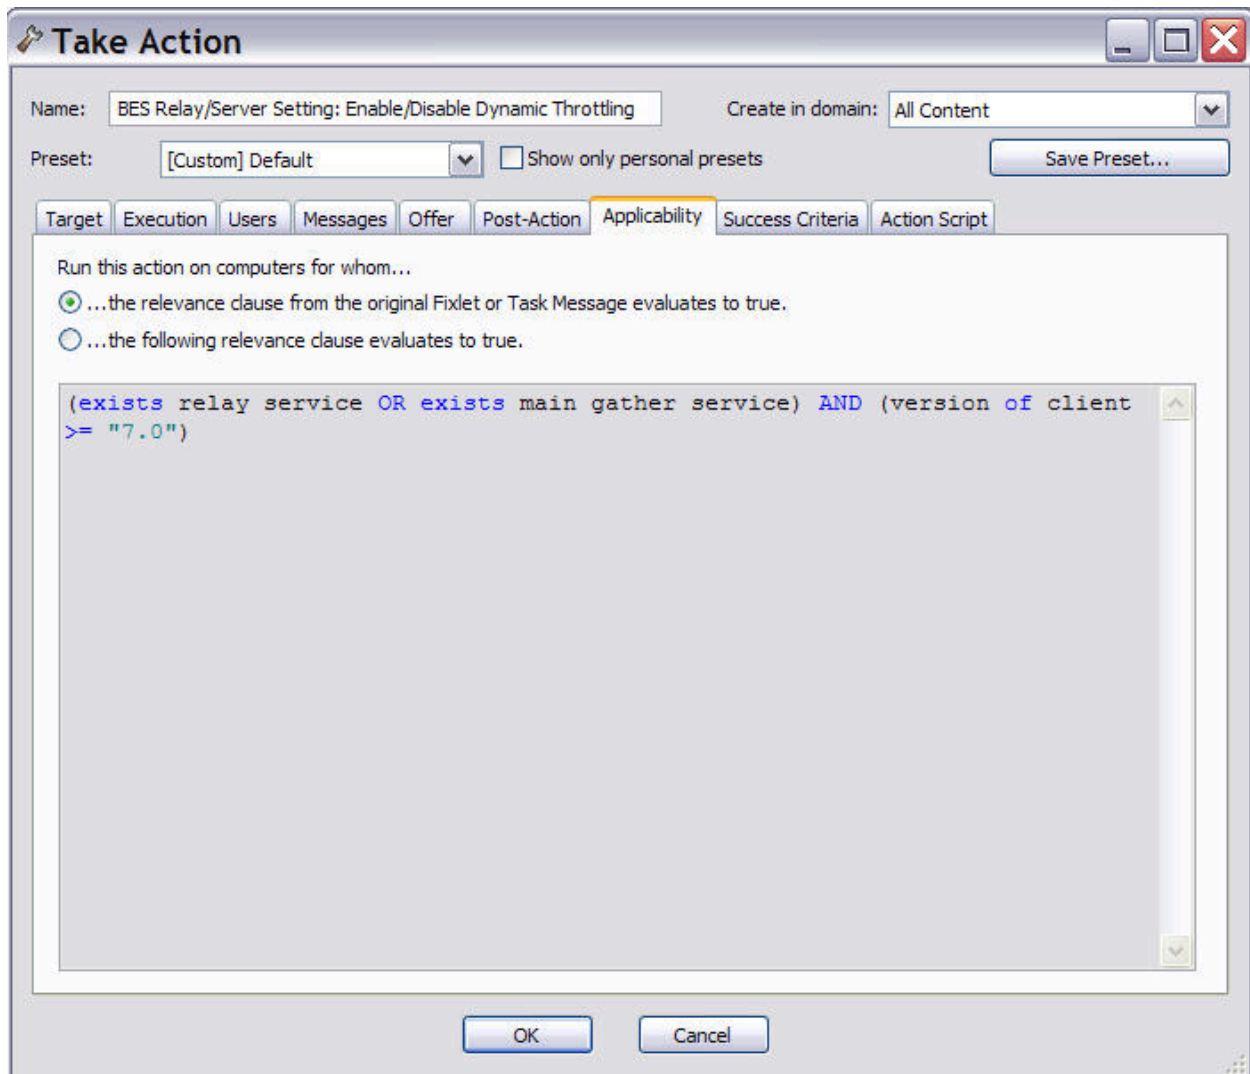 Take Action
Name: BES Relay/Server Setting: Enable/Disable Dynamic Throttling Create in domain: All Content
Preset: [Custom] Default Show only personal presets Save Preset...
Target Execution Users Messages Offer Post-Action Applicability Success Criteria Action Script
Run this action on computers for whom...
...the relevance clause from the original Fixlet or Task Message evaluates to true.
...the following relevance clause evaluates to true.
(exists relay service OR exists main gather service) AND (version of client
>= "7.0")
OK Cancel